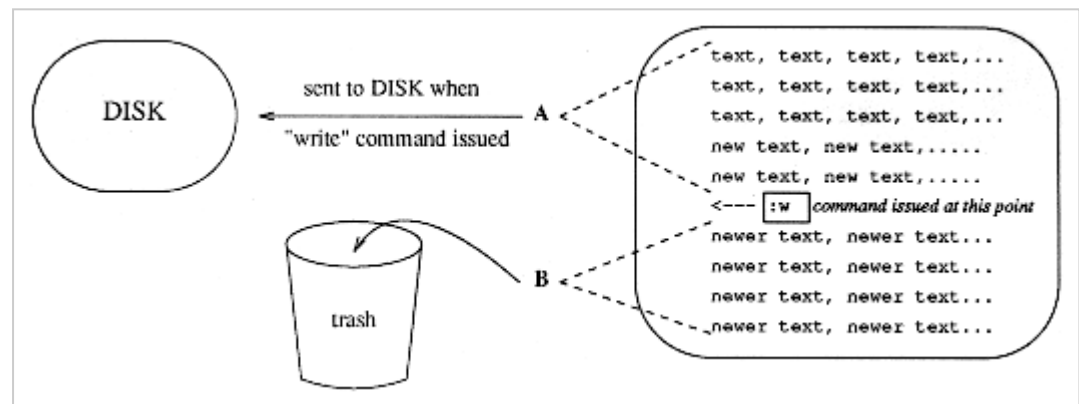 DISK
sent to DISK when
"write" command issued
A
text, text, text, text,...
text, text, text, text,...
text, text, text, text,...
new text, new text,.....
new text, new text,.....
<--- :w command issued at this point
newer text, newer text...
newer text, newer text...
newer text, newer text...
newer text, newer text...
B
trash